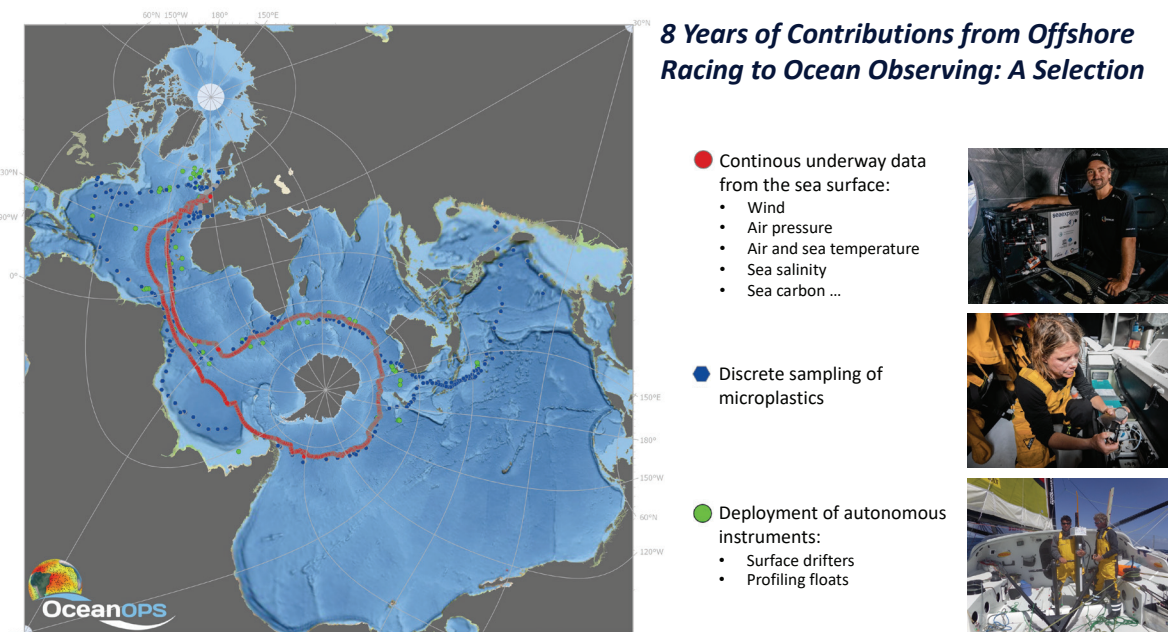 60°N 150°W 180° 150°E
30°N
8 Years of Contributions from Offshore
Racing to Ocean Observing: A Selection
30°N
90°W
0°
Continous underway data
from the sea surface:
• Wind
• Air pressure
• Air and sea temperature
• Sea salinity
• Sea carbon ...
seaexplorer
Discrete sampling of
microplastics
150°E
180°
150°W
60°N
120°W
Deployment of autonomous
instruments:
• Surface drifters
• Profiling floats
OceanOPS